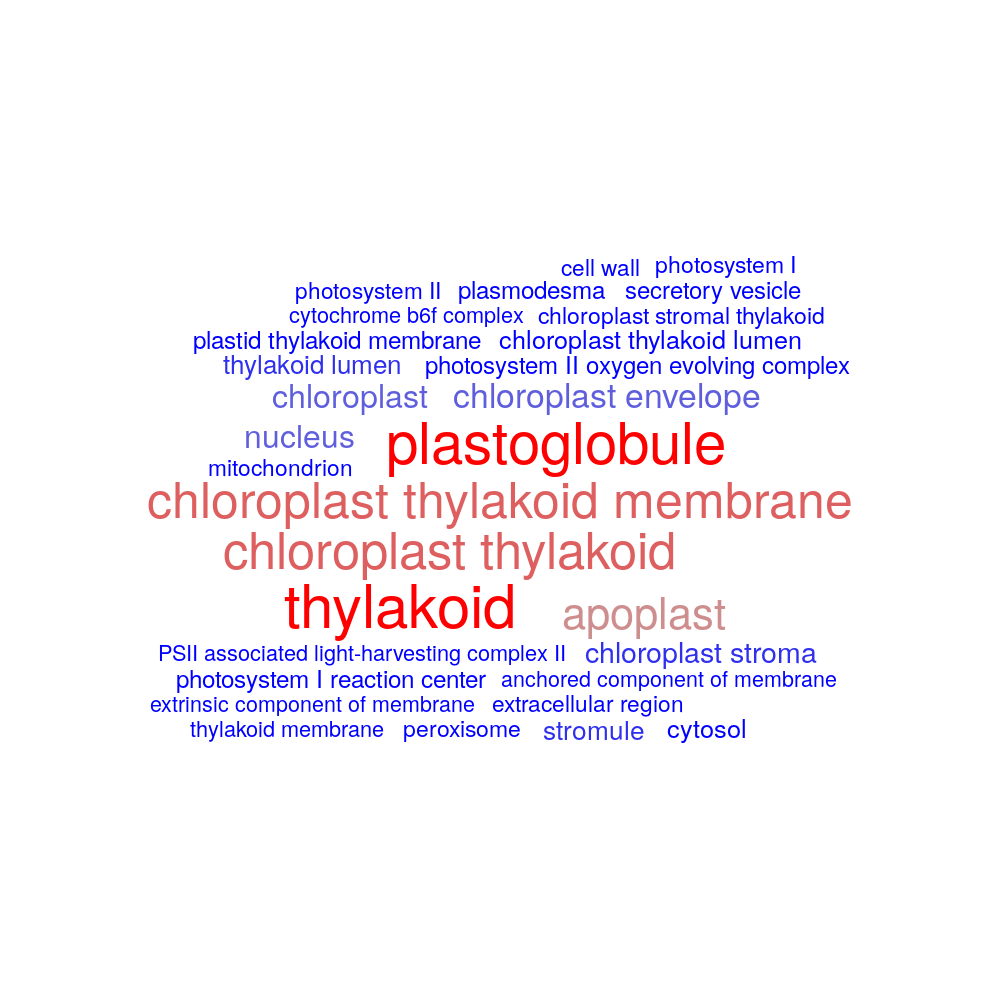 cell wall photosystem I
photosystem II plasmodesma secretory vesicle
cytochrome b6f complex chloroplast stromal thylakoid
plastid thylakoid membrane chloroplast thylakoid lumen
thylakoid lumen photosystem II oxygen evolving complex
chloroplast chloroplast envelope
nucleus plastoglobule
mitochondrion
chloroplast thylakoid membrane
chloroplast thylakoid
thylakoid apoplast
PSII associated light-harvesting complex II chloroplast stroma
photosystem I reaction center anchored component of membrane
extrinsic component of membrane extracellular region
thylakoid membrane peroxisome stromule cytosol